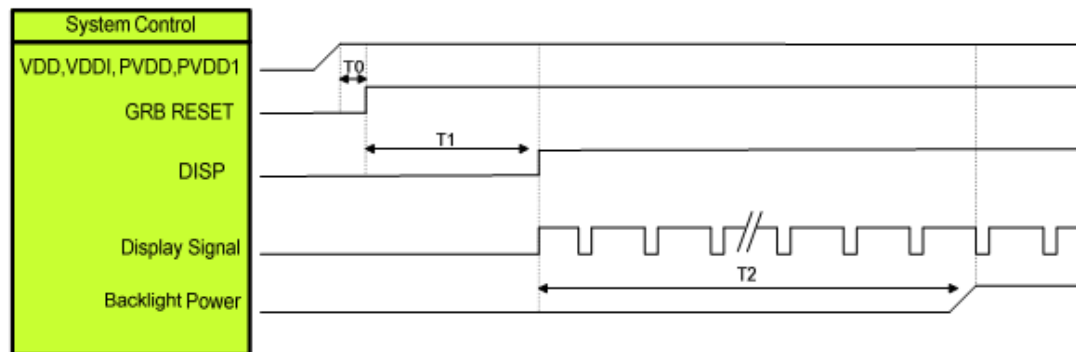 System Control
VDD,VDDI, PVDD,PVDD1
T0
GRB RESET
T1
DISP
Display Signal
T2
Backlight Power